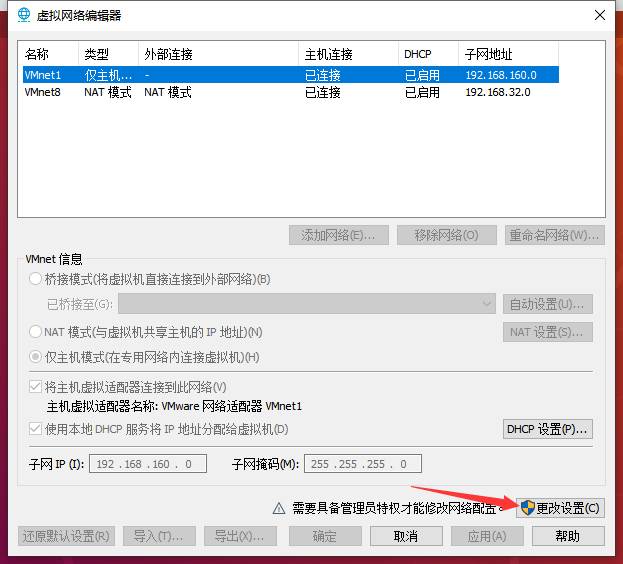 虚拟网络编辑器
名称 类型 外部连接 主机连接 DHCP 子网地址
VMnet1 仅主机... - 已连接 已启用 192.168.160.0
VMnet8 NAT 模式 NAT 模式 已连接 已启用 192.168.32.0
添加网络(E)... 移除网络(O) 重命名网络(W)...
VMnet 信息
桥接模式(将虚拟机直接连接到外部网络)(B)
已桥接至(G): 自动设置(U)...
NAT 模式(与虚拟机共享主机的 IP 地址)(N) NAT 设置(S)...
仅主机模式(在专用网络内连接虚拟机)(H)
将主机虚拟适配器连接到此网络(V)
主机虚拟适配器名称: VMware 网络适配器 VMnet1
使用本地 DHCP 服务将 IP 地址分配给虚拟机(D) DHCP 设置(P)...
子网 IP (I): 192 . 168 . 160 . 0 子网掩码(M): 255 . 255 . 255 . 0
需要具备管理员特权才能修改网络配置。 更改设置(C)
还原默认设置(R) 导入(T)... 导出(X)... 确定 取消 应用(A) 帮助